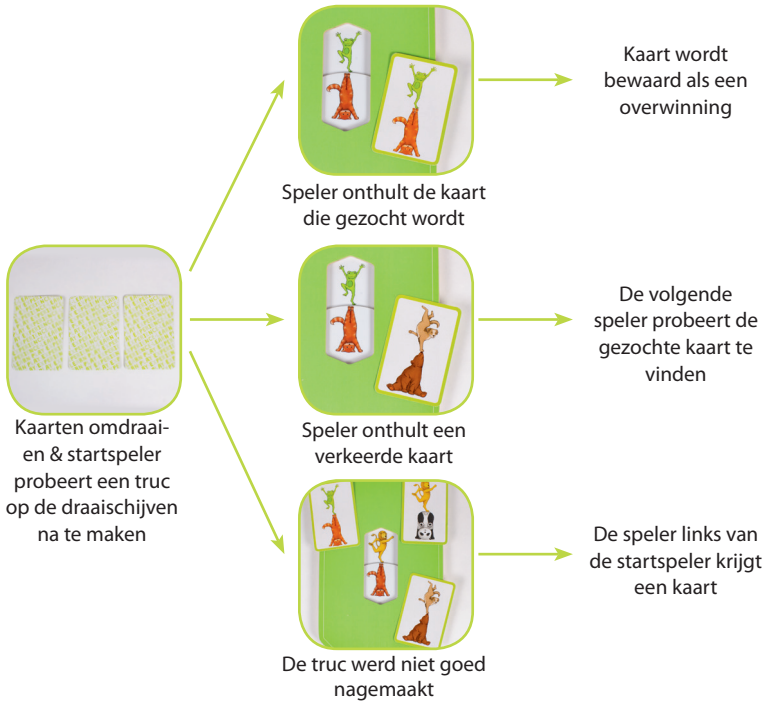 Kaart wordt
bewaard als een
overwinning
Speler onthult de kaart
die gezocht wordt
De volgende
speler probeert de
gezochte kaart te
vinden
Kaarten omdraai-
en & startspeler
probeert een truc
op de draaischijven
na te maken
Speler onthult een
verkeerde kaart
De speler links van
de startspeler krijgt
een kaart
De truc werd niet goed
nagemaakt